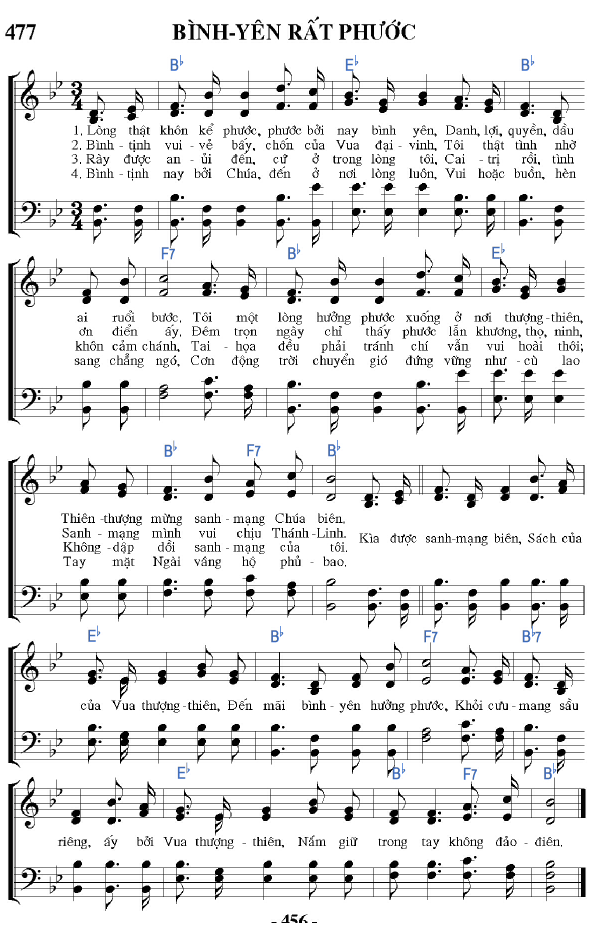 477 BÌNH-YÊN RẤT PHƯỚC
B♭ E♭ B♭
1. Lòng thật khôn kể phước, phước bởi nay bình yên, Danh, lợi, quyền, dầu
2. Bình-tịnh vui-vẻ bấy, chốn của Vua đại-vinh, Tôi thật tình nhờ
3. Rày được an-ủi đến, cứ ở trong lòng tôi, Cai-trị rồi, tình
4. Bình-tịnh nay bởi Chúa, đến ở nơi lòng luôn, Vui hoặc buồn, hèn
F7 B♭ E♭
ai ruổi bước, Tôi một lòng hưởng phước xuống ở nơi thượng-thiên,
ơn điển ấy, Đêm trọn ngây chỉ thấy phước lẫn khương, thọ, ninh,
khôn cảm chánh, Tai-họa đều phải tránh chí vẫn vui hoài thôi;
sang chẳng ngó, Cơn động trời chuyển gió đứng vững như-cù lao
B♭ F7 B♭
Thiên-thượng mừng sanh-mạng Chúa biên.
Sanh-mạng mình vui chịu Thánh-Linh.
Không-dập dồi sanh-mạng của tôi.
Tay mặt Ngài vầng hộ phủ-bao.
Kìa được sanh-mạng biên, Sách của
E♭ B♭ F7 B♭7
của Vua thượng-thiên, Đến mãi bình-yên hưởng phước, Khỏi cưu-mang sầu
E♭ B♭ F7 B♭
riêng, ấy bởi Vua thượng-thiên, Nắm giữ trong tay không đảo-điên.
- 456 -